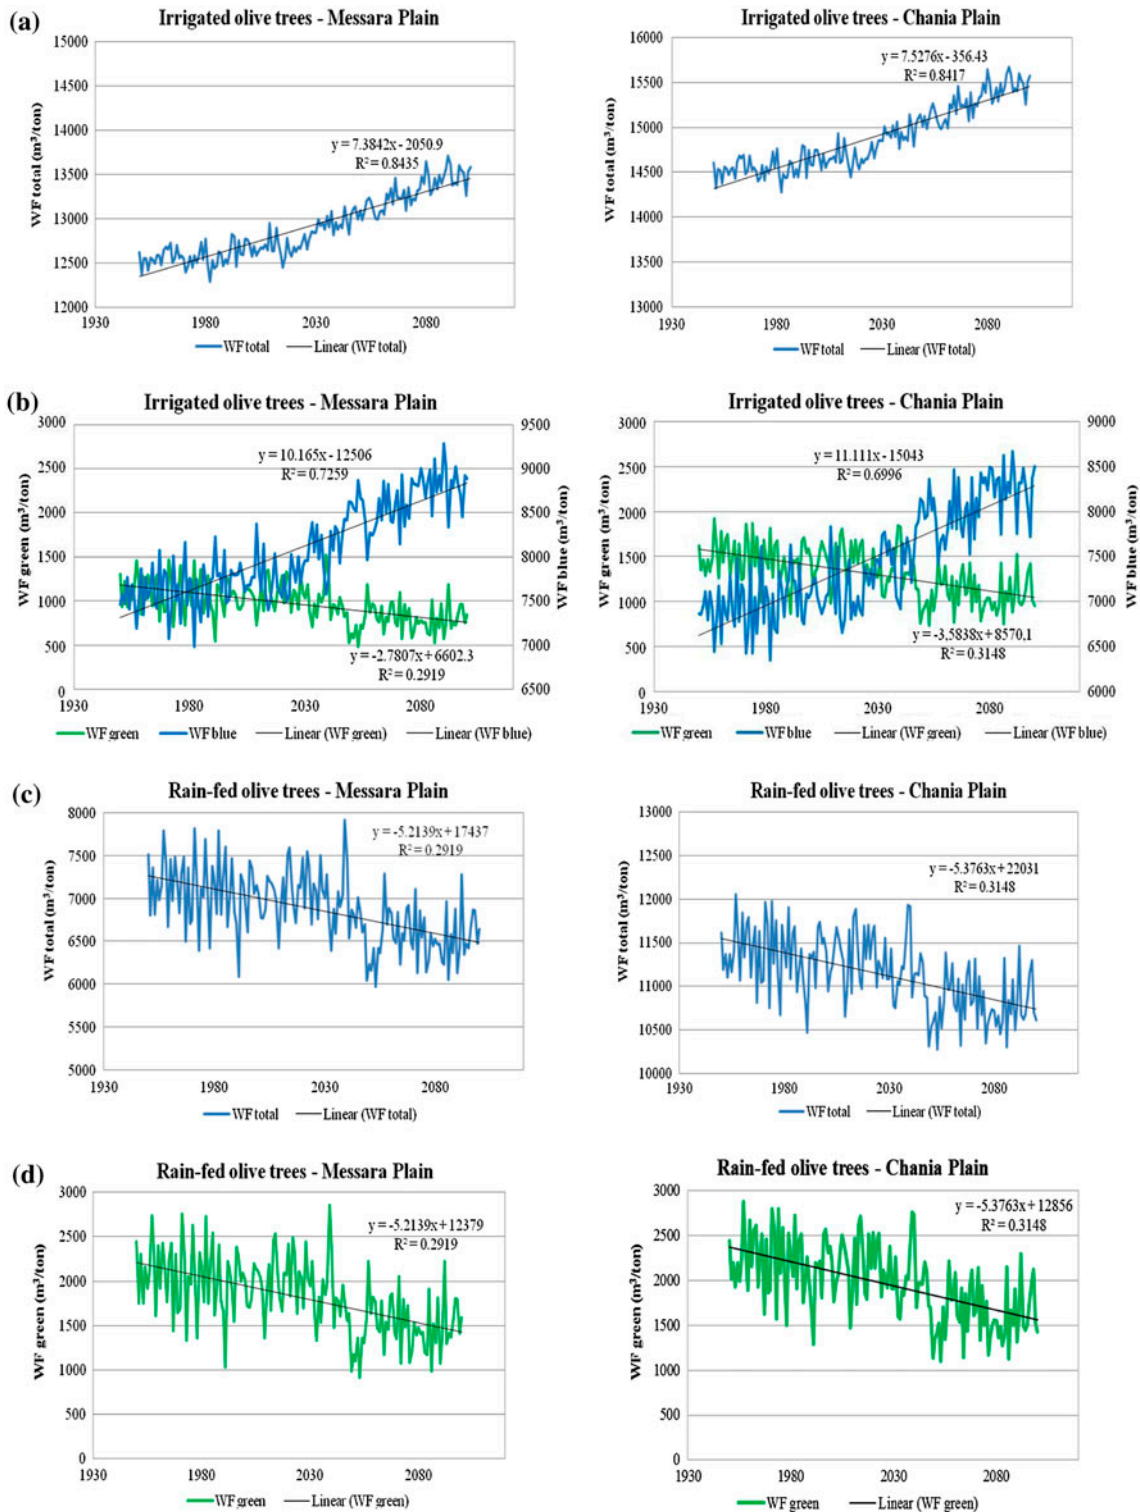 (a)
Irrigated olive trees - Messara Plain
WF total (m³/ton)
15000
14500
14000
13500
13000
12500
12000
y = 7.3842x - 2050.9
R² = 0.8435
1930
1980
2030
2080
WF total
Linear (WF total)
Irrigated olive trees - Chania Plain
WF total (m³/ton)
16000
15500
15000
14500
14000
13500
13000
y = 7.5276x - 356.43
R² = 0.8417
1930
1980
2030
2080
WF total
Linear (WF total)
(b)
Irrigated olive trees - Messara Plain
WF green (m³/ton)
3000
2500
2000
1500
1000
500
0
y = 10.165x - 12506
R² = 0.7259
y = -2.7807x + 6602.3
R² = 0.2919
9500
9000
8500
8000
7500
7000
6500
WF blue (m³/ton)
1930
1980
2030
2080
WF green
WF blue
Linear (WF green)
Linear (WF blue)
Irrigated olive trees - Chania Plain
WF green (m³/ton)
3000
2500
2000
1500
1000
500
0
y = 11.111x - 15043
R² = 0.6996
y = -3.5838x + 8570.1
R² = 0.3148
9000
8500
8000
7500
7000
6500
6000
WF blue (m³/ton)
1930
1980
2030
2080
WF green
WF blue
Linear (WF green)
Linear (WF blue)
(c)
Rain-fed olive trees - Messara Plain
WF total (m³/ton)
8000
7500
7000
6500
6000
5500
5000
y = -5.2139x + 17437
R² = 0.2919
1930
1980
2030
2080
WF total
Linear (WF total)
Rain-fed olive trees - Chania Plain
WF total (m³/ton)
13000
12500
12000
11500
11000
10500
10000
y = -5.3763x + 22031
R² = 0.3148
1930
1980
2030
2080
WF total
Linear (WF total)
(d)
Rain-fed olive trees - Messara Plain
WF green (m³/ton)
3000
2500
2000
1500
1000
500
0
y = -5.2139x + 12379
R² = 0.2919
1930
1980
2030
2080
WF green
Linear (WF green)
Rain-fed olive trees - Chania Plain
WF green (m³/ton)
3000
2500
2000
1500
1000
500
0
y = -5.3763x + 12856
R² = 0.3148
1930
1980
2030
2080
WF green
Linear (WF green)